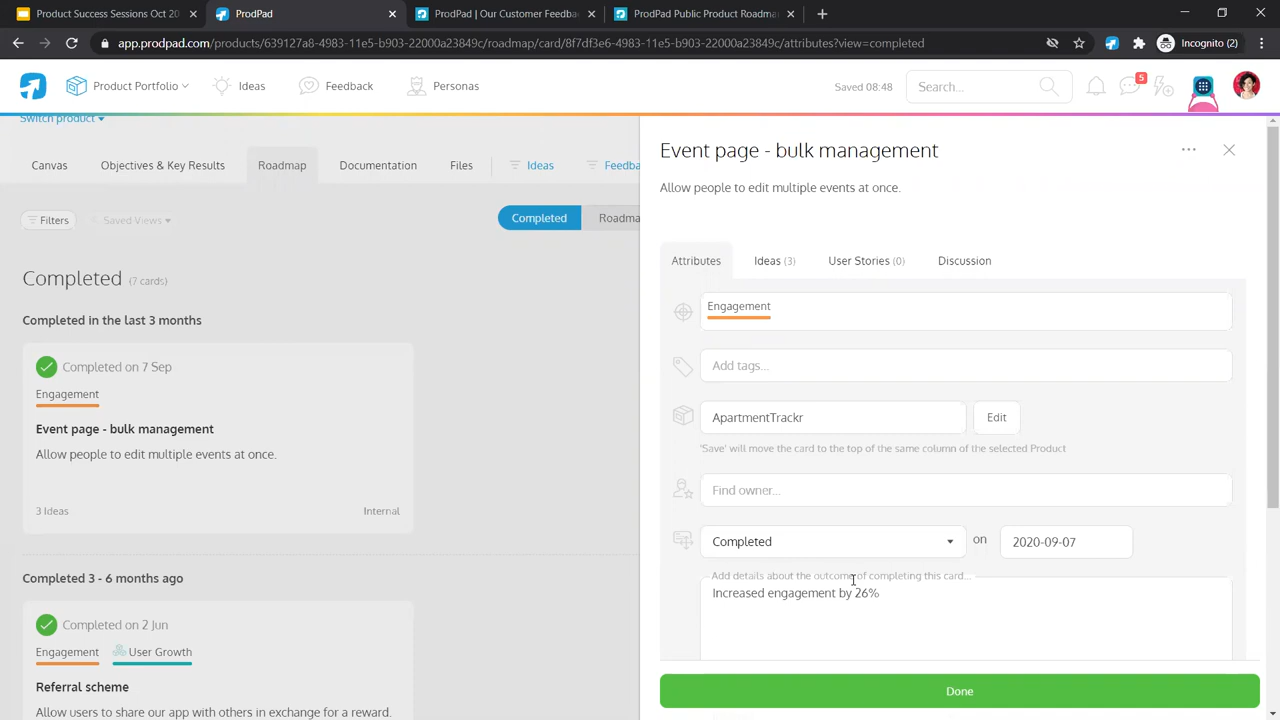 Product Success Sessions Oct 20
ProdPad
ProdPad | Our Customer Feedba
ProdPad Public Product Roadma
app.prodpad.com/products/639127a8-4983-11e5-b903-22000a23849c/roadmap/card/8f7df3e6-4983-11e5-b903-22000a23849c/attributes?view=completed
Incognito (2)
Product Portfolio
Ideas
Feedback
Personas
Saved 08:48
Search...
5
Switch product
Canvas
Objectives & Key Results
Roadmap
Documentation
Files
Ideas
Feedba
Filters
Saved Views
Completed
Roadma
Completed (7 cards)
Completed in the last 3 months
Completed on 7 Sep
Engagement
Event page - bulk management
Allow people to edit multiple events at once.
3 Ideas
Internal
Completed 3 - 6 months ago
Completed on 2 Jun
Engagement
User Growth
Referral scheme
Allow users to share our app with others in exchange for a reward.
Event page - bulk management
Allow people to edit multiple events at once.
Attributes
Ideas (3)
User Stories (0)
Discussion
Engagement
Add tags...
ApartmentTrackr
Edit
'Save' will move the card to the top of the same column of the selected Product
Find owner...
Completed
on
2020-09-07
Add details about the outcome of completing this card...
Increased engagement by 26%
Done